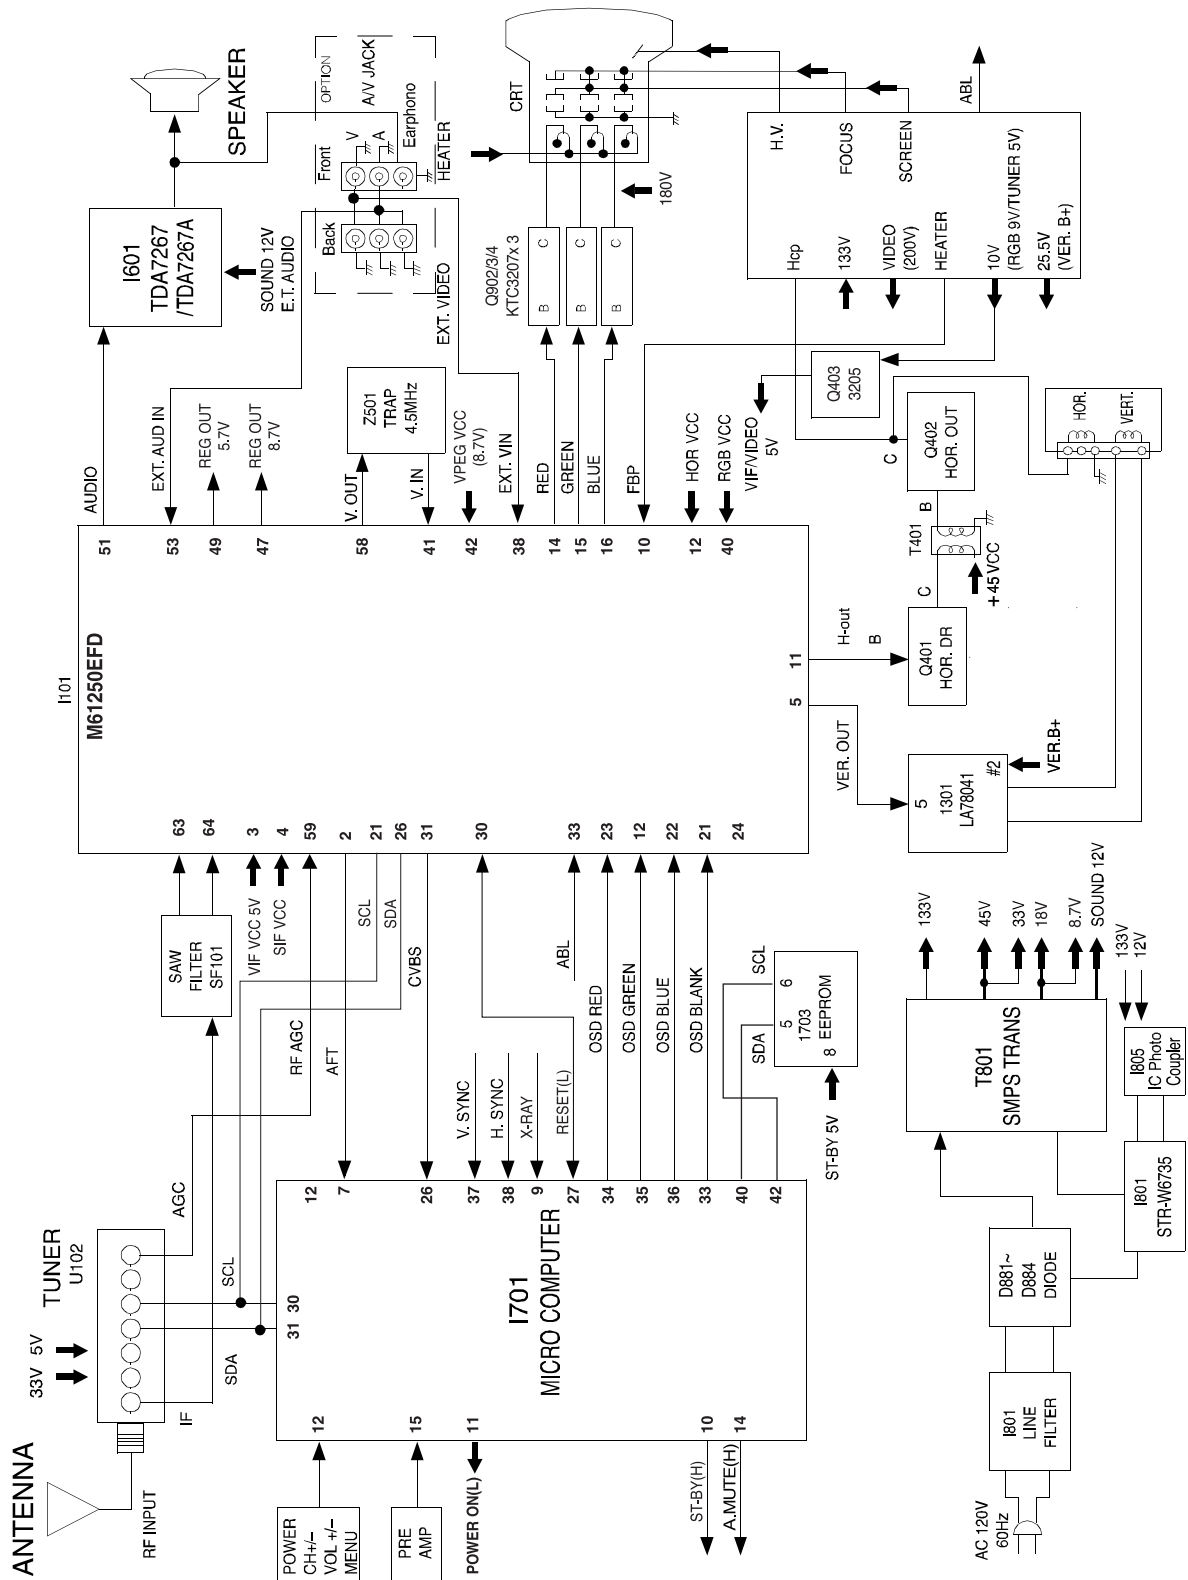 ANTENNA
RF INPUT
33V
5V
TUNER
U102
IF
AGC
SCL
SDA
SAW
FILTER
SF101
VIF VCC 5V
SIF VCC
RF AGC
AFT
SCL
SDA
CVBS
ABL
OSD RED
OSD GREEN
OSD BLUE
OSD BLANK
V. SYNC
H. SYNC
X-RAY
RESET(L)
I101
M61250EFD
63
64
3
4
59
2
21
26
31
30
33
23
12
22
21
24
51
53
49
47
58
41
42
38
14
15
16
10
12
40
11
5
AUDIO
EXT. AUD IN
REG OUT
5.7V
REG OUT
8.7V
V. OUT
V. IN
VPEG VCC
(8.7V)
EXT. VIN
RED
GREEN
BLUE
FBP
HOR VCC
RGB VCC
VIF/VIDEO
5V
I601
TDA7267
/TDA7267A
SPEAKER
SOUND 12V
E.T. AUDIO
OPTION
A/V JACK
Front
V
A
Earphono
Back
HEATER
EXT. VIDEO
Z501
TRAP
4.5MHz
CRT
Q902/3/4
KTC3207x 3
B
C
B
C
B
C
180V
H.V.
FOCUS
SCREEN
ABL
Hcp
133V
VIDEO
(200V)
HEATER
10V
(RGB 9V/TUNER 5V)
25.5V
(VER. B+)
Q403
3205
Q402
HOR. OUT
C
B
T401
+45 VCC
C
HOR.
VERT.
H-out
B
Q401
HOR. DR
VER. OUT
5
1301
LA78041
#2
VER.B+
I701
MICRO COMPUTER
12
7
26
37
38
9
27
34
35
36
33
40
42
30
31
12
15
11
10
14
POWER
CH+/–
VOL +/–
MENU
PRE
AMP
POWER ON(L)
ST-BY(H)
A.MUTE(H)
SDA
SCL
5
6
1703
8 EEPROM
ST-BY 5V
AC 120V
60Hz
I801
LINE
FILTER
D881~
D884
DIODE
I801
STR-W6735
I805
IC Photo
Coupler
133V
12V
T801
SMPS TRANS
133V
45V
33V
18V
8.7V
SOUND 12V